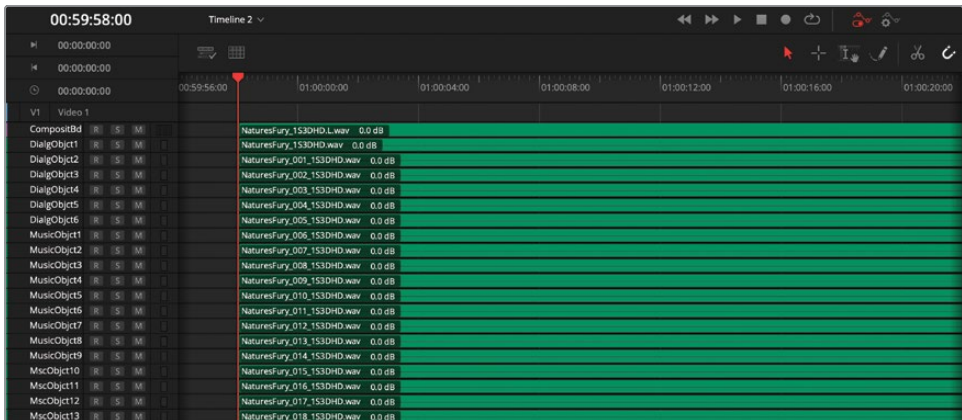 00:59:58:00 Timeline 2
00:00:00:00
00:00:00:00
00:00:00:00
00:59:56:00 01:00:00:00 01:00:04:00 01:00:08:00 01:00:12:00 01:00:16:00 01:00:20:00
V1 Video 1
CompositBd R S M NaturesFury_1S3DHD.L.wav 0.0 dB
DialgObjct1 R S M NaturesFury_1S3DHD.wav 0.0 dB
DialgObjct2 R S M NaturesFury_001_1S3DHD.wav 0.0 dB
DialgObjct3 R S M NaturesFury_002_1S3DHD.wav 0.0 dB
DialgObjct4 R S M NaturesFury_003_1S3DHD.wav 0.0 dB
DialgObjct5 R S M NaturesFury_004_1S3DHD.wav 0.0 dB
DialgObjct6 R S M NaturesFury_005_1S3DHD.wav 0.0 dB
MusicObjct1 R S M NaturesFury_006_1S3DHD.wav 0.0 dB
MusicObjct2 R S M NaturesFury_007_1S3DHD.wav 0.0 dB
MusicObjct3 R S M NaturesFury_008_1S3DHD.wav 0.0 dB
MusicObjct4 R S M NaturesFury_009_1S3DHD.wav 0.0 dB
MusicObjct5 R S M NaturesFury_010_1S3DHD.wav 0.0 dB
MusicObjct6 R S M NaturesFury_011_1S3DHD.wav 0.0 dB
MusicObjct7 R S M NaturesFury_012_1S3DHD.wav 0.0 dB
MusicObjct8 R S M NaturesFury_013_1S3DHD.wav 0.0 dB
MusicObjct9 R S M NaturesFury_014_1S3DHD.wav 0.0 dB
MscObjct10 R S M NaturesFury_015_1S3DHD.wav 0.0 dB
MscObjct11 R S M NaturesFury_016_1S3DHD.wav 0.0 dB
MscObjct12 R S M NaturesFury_017_1S3DHD.wav 0.0 dB
MscObjct13 R S M NaturesFury_018_1S3DHD.wav 0.0 dB